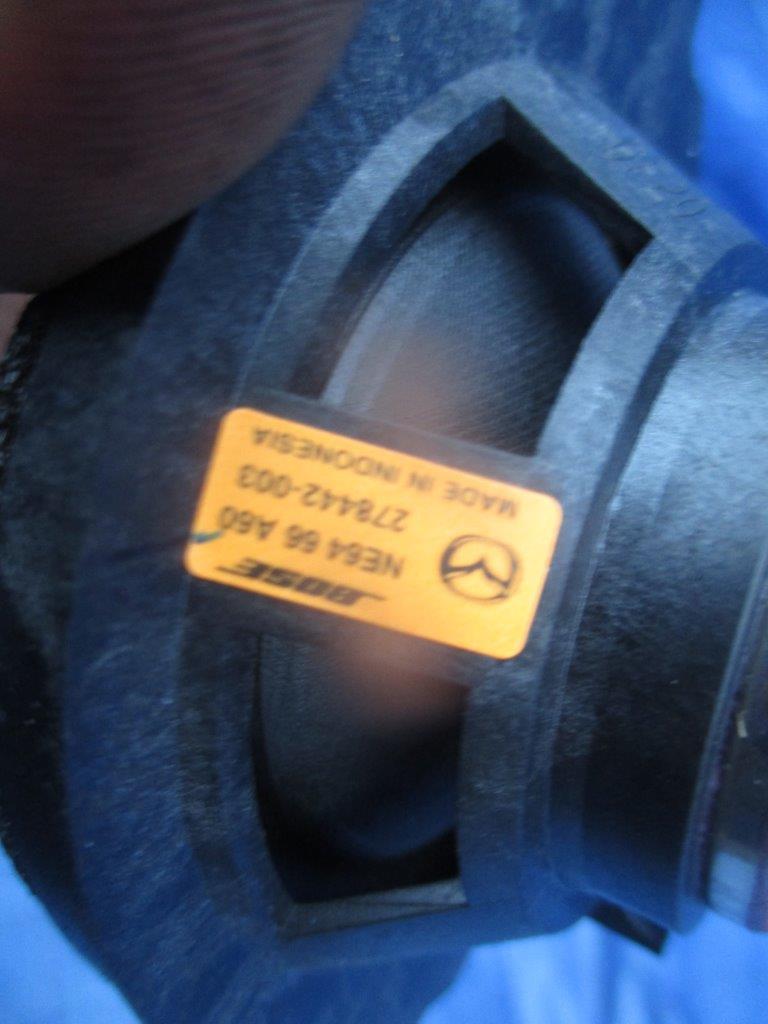 BOSE
NE64 66 A60
278442-003
MADE IN INDONESIA